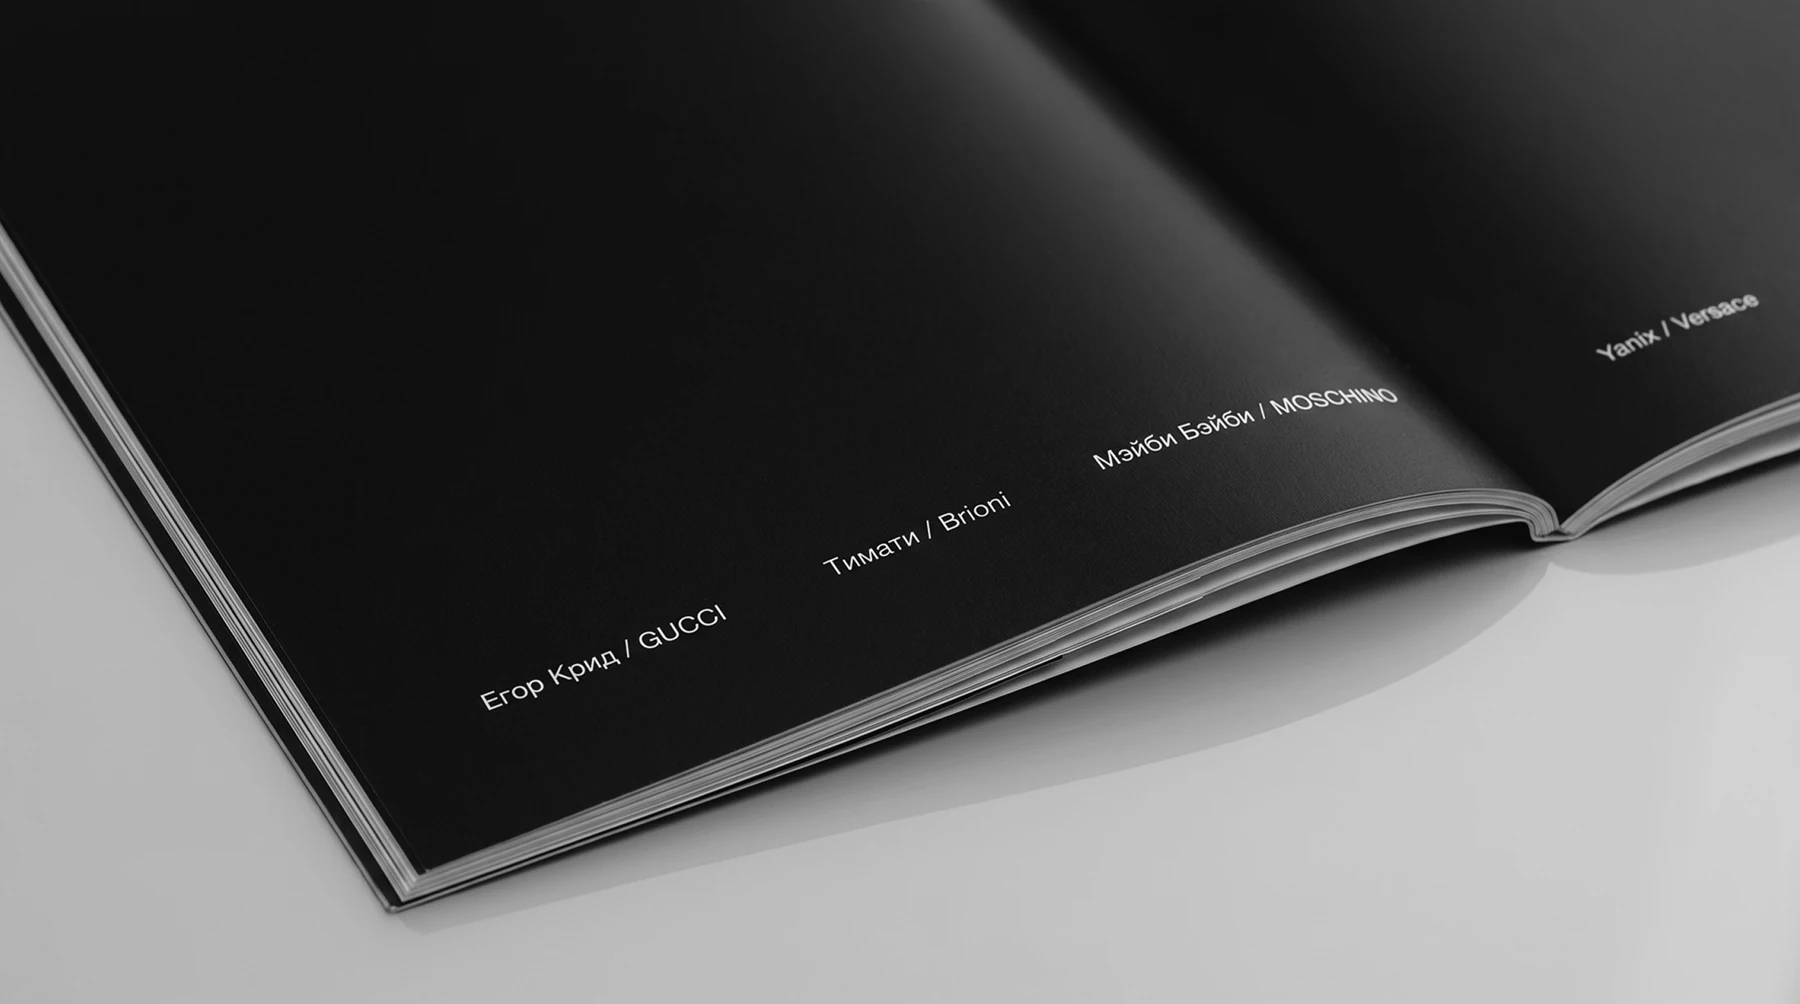 Егор Крид / GUCCI
Тимати / Brioni
Мэйби Бэйби / MOSCHINO
Yanix / Versace